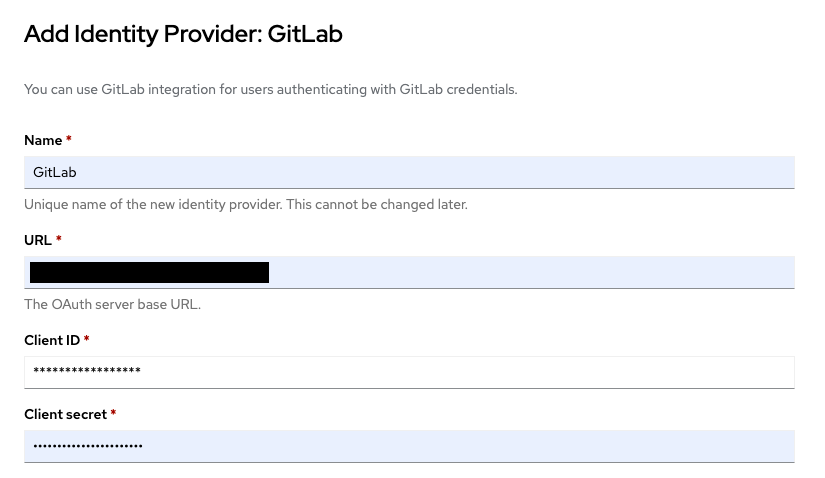 Add Identity Provider: GitLab
You can use GitLab integration for users authenticating with GitLab credentials.
Name *
GitLab
Unique name of the new identity provider. This cannot be changed later.
URL *
The OAuth server base URL.
Client ID *
*****************
Client secret *
•••••••••••••••••••••••